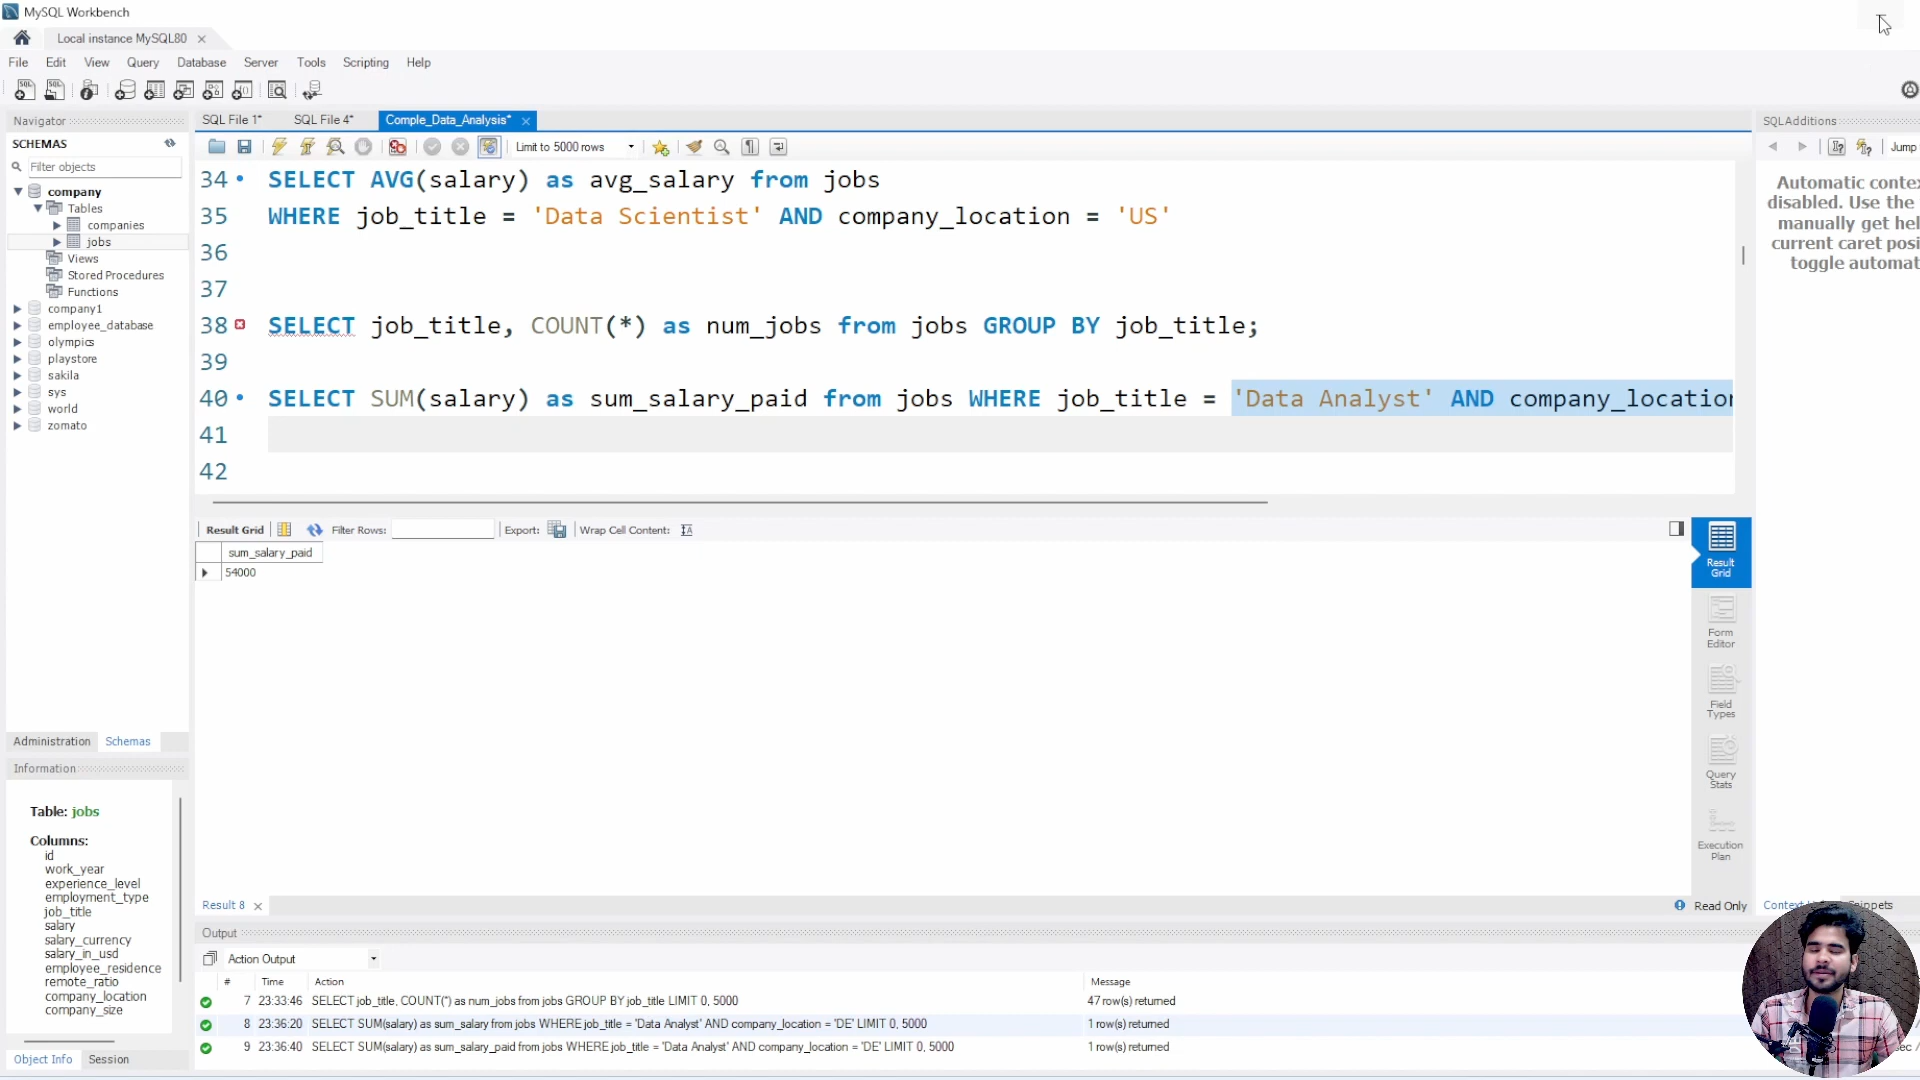 MySQL Workbench
Local instance MySQL80
File Edit View Query Database Server Tools Scripting Help
Navigator
SCHEMAS
Filter objects
company
Tables
companies
jobs
Views
Stored Procedures
Functions
company1
employee_database
olympics
playstore
sakila
sys
world
zomato
Administration Schemas
Information
Table: jobs
Columns:
id
work_year
experience_level
employment_type
job_title
salary
salary_currency
salary_in_usd
employee_residence
remote_ratio
company_location
company_size
Object Info Session
SQL File 1* SQL File 4* Comple_Data_Analysis*
Limit to 5000 rows
34 SELECT AVG(salary) as avg_salary from jobs
35 WHERE job_title = 'Data Scientist' AND company_location = 'US'
36
37
38 SELECT job_title, COUNT(*) as num_jobs from jobs GROUP BY job_title;
39
40 SELECT SUM(salary) as sum_salary_paid from jobs WHERE job_title = 'Data Analyst' AND company_location
41
42
Result Grid Filter Rows: Export: Wrap Cell Content:
sum_salary_paid
54000
Result Grid
Form Editor
Field Types
Query Stats
Execution Plan
Result 8
Read Only
Output
Action Output
# Time Action Message
7 23:33:46 SELECT job_title, COUNT(*) as num_jobs from jobs GROUP BY job_title LIMIT 0, 5000 47 row(s) returned
8 23:36:20 SELECT SUM(salary) as sum_salary from jobs WHERE job_title = 'Data Analyst' AND company_location = 'DE' LIMIT 0, 5000 1 row(s) returned
9 23:36:40 SELECT SUM(salary) as sum_salary_paid from jobs WHERE job_title = 'Data Analyst' AND company_location = 'DE' LIMIT 0, 5000 1 row(s) returned
SQLAdditions
Jump
Automatic contex
disabled. Use the
manually get hel
current caret posi
toggle automat
Context